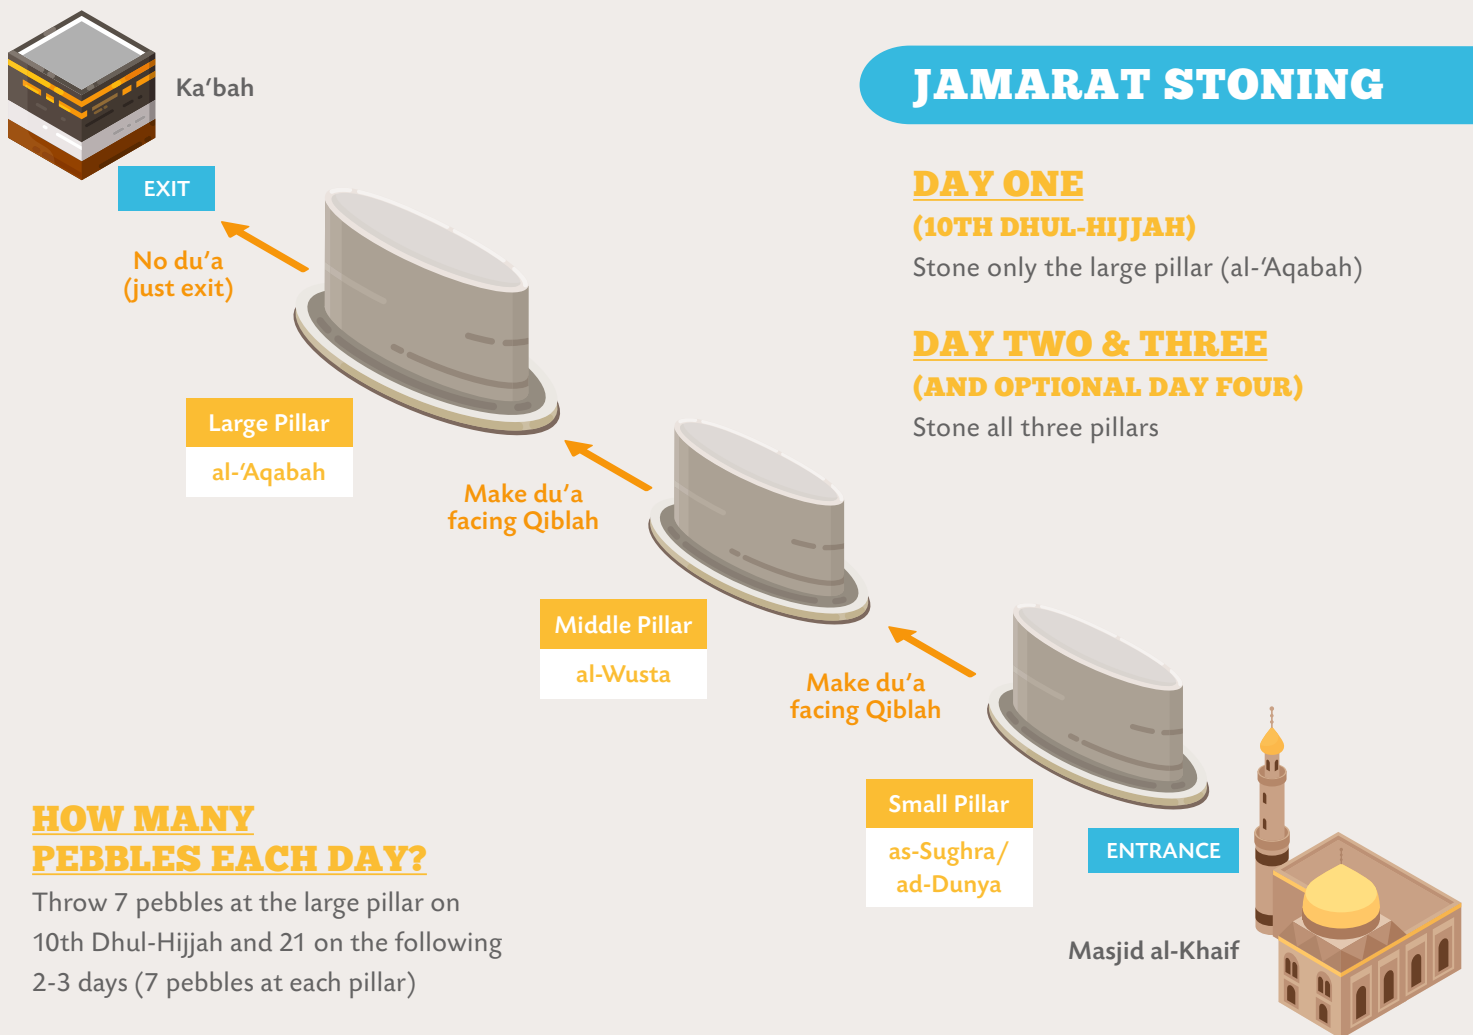 Ka‘bah
JAMARAT STONING
EXIT
No du‘a
(just exit)
DAY ONE
(10TH DHUL-HIJJAH)
Stone only the large pillar (al-‘Aqabah)
DAY TWO & THREE
(AND OPTIONAL DAY FOUR)
Stone all three pillars
Large Pillar
al-‘Aqabah
Make du‘a
facing Qiblah
Middle Pillar
al-Wusta
Make du‘a
facing Qiblah
Small Pillar
as-Sughra/
ad-Dunya
ENTRANCE
Masjid al-Khaif
HOW MANY
PEBBLES EACH DAY?
Throw 7 pebbles at the large pillar on
10th Dhul-Hijjah and 21 on the following
2-3 days (7 pebbles at each pillar)